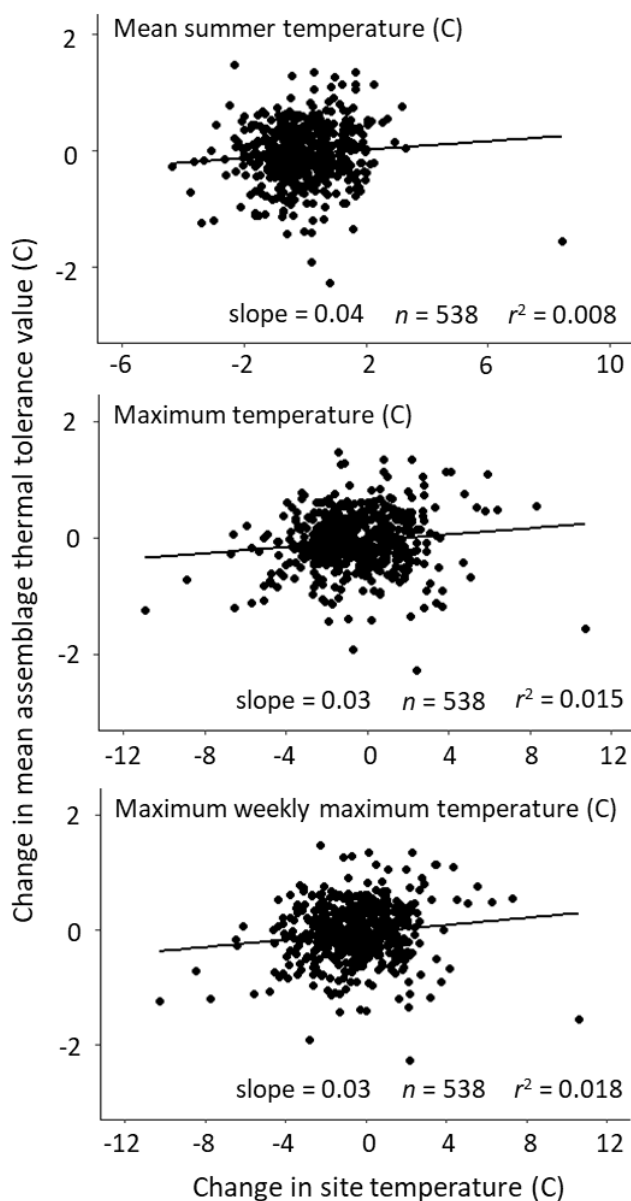 Change in mean assemblage thermal tolerance value (C)
Mean summer temperature (C)
2
0
-2
slope = 0.04 n = 538 r² = 0.008
-6 -2 2 6 10
Maximum temperature (C)
2
0
-2
slope = 0.03 n = 538 r² = 0.015
-12 -8 -4 0 4 8 12
Maximum weekly maximum temperature (C)
2
0
-2
slope = 0.03 n = 538 r² = 0.018
-12 -8 -4 0 4 8 12
Change in site temperature (C)